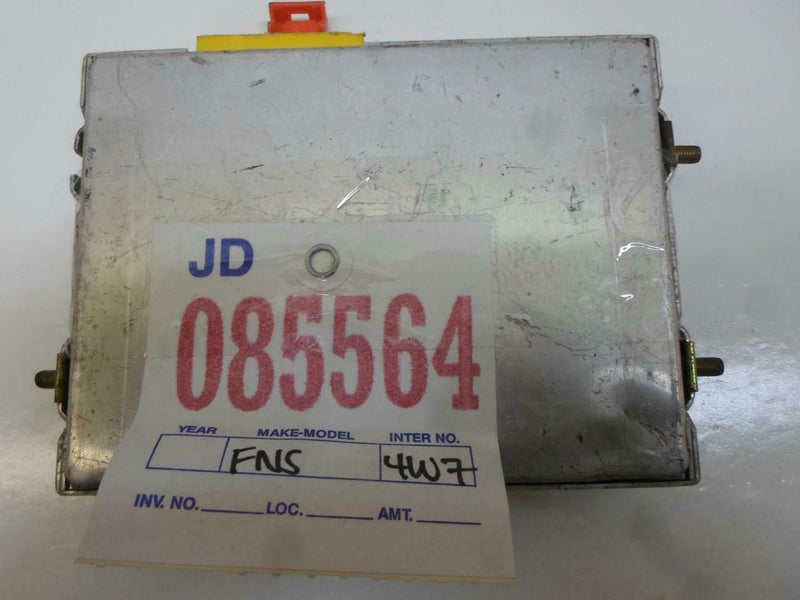 JD
085564
YEAR MAKE-MODEL INTER NO.
FNS 4W7
INV. NO. LOC. AMT.